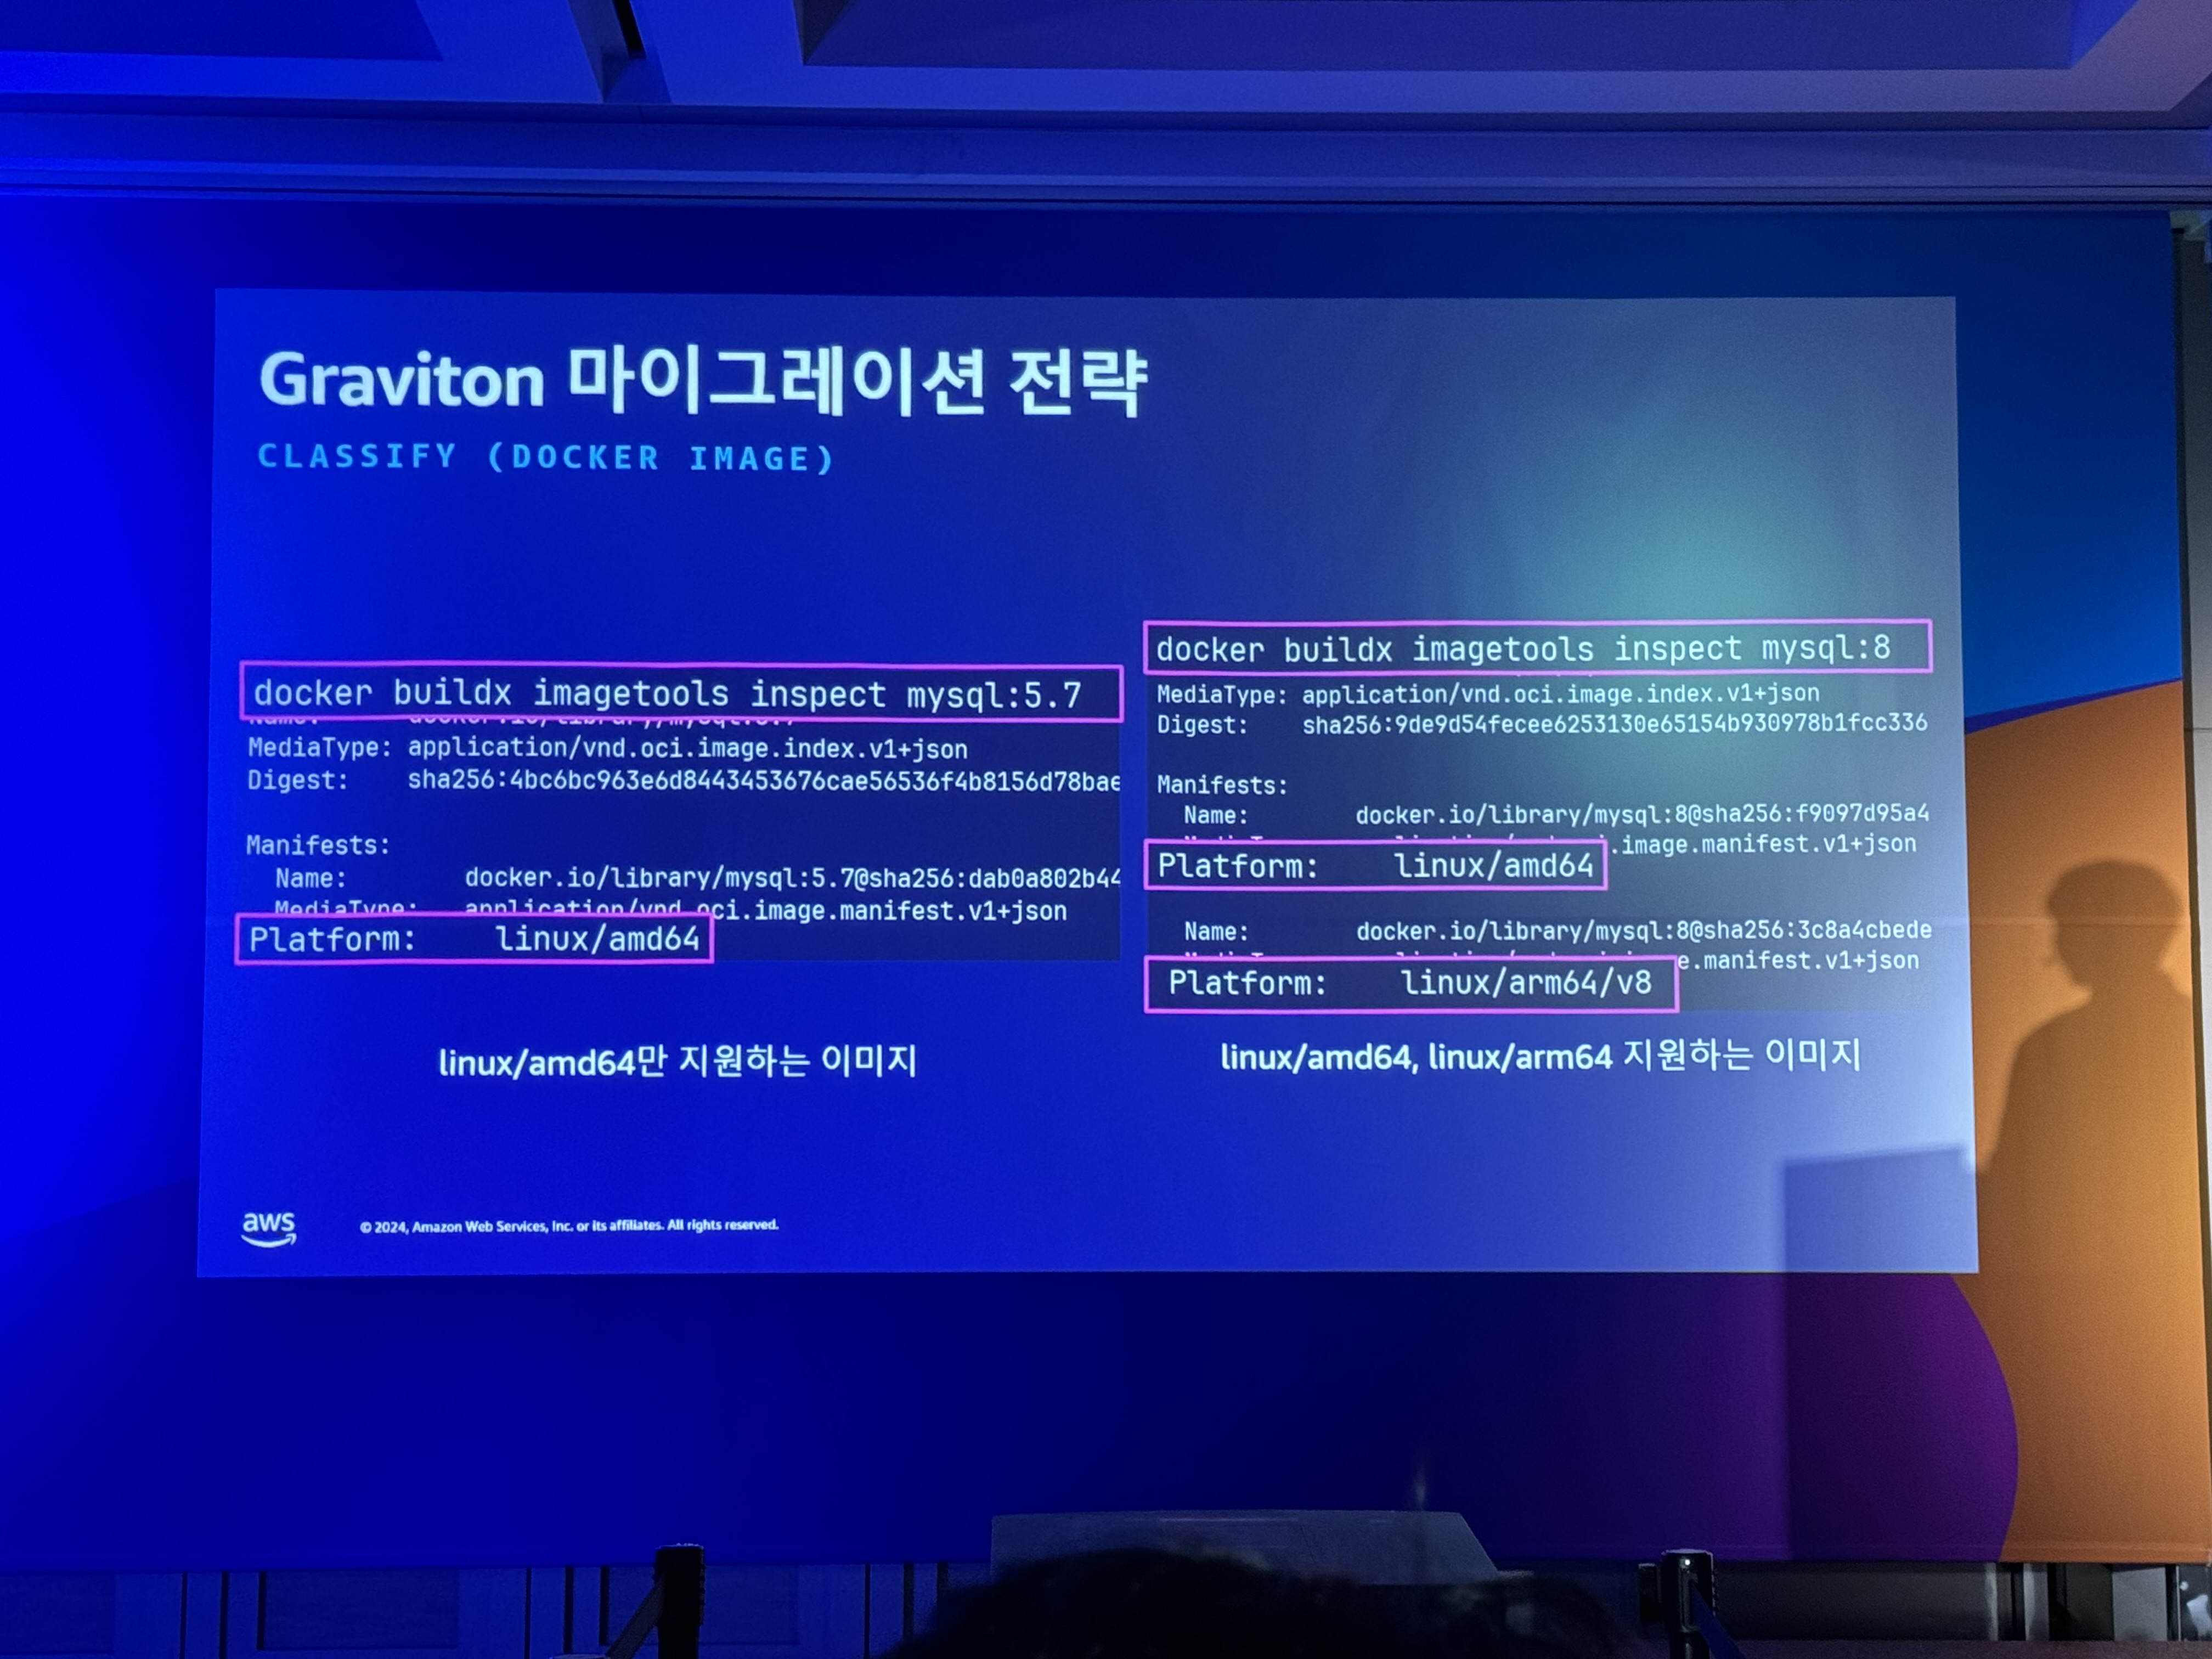 Graviton 마이그레이션 전략
CLASSIFY (DOCKER IMAGE)
docker buildx imagetools inspect mysql:5.7
Name: docker.io/library/mysql:5.7
MediaType: application/vnd.oci.image.index.v1+json
Digest: sha256:4bc6bc963e6d8443453676cae56536f4b8156d78bae
Manifests:
Name: docker.io/library/mysql:5.7@sha256:dab0a802b44
MediaType: application/vnd.oci.image.manifest.v1+json
Platform: linux/amd64
linux/amd64만 지원하는 이미지
docker buildx imagetools inspect mysql:8
MediaType: application/vnd.oci.image.index.v1+json
Digest: sha256:9de9d54fecee6253130e65154b930978b1fcc336
Manifests:
Name: docker.io/library/mysql:8@sha256:f9097d95a4
.image.manifest.v1+json
Platform: linux/amd64
Name: docker.io/library/mysql:8@sha256:3c8a4cbede
e.manifest.v1+json
Platform: linux/arm64/v8
linux/amd64, linux/arm64 지원하는 이미지
aws
© 2024, Amazon Web Services, Inc. or its affiliates. All rights reserved.